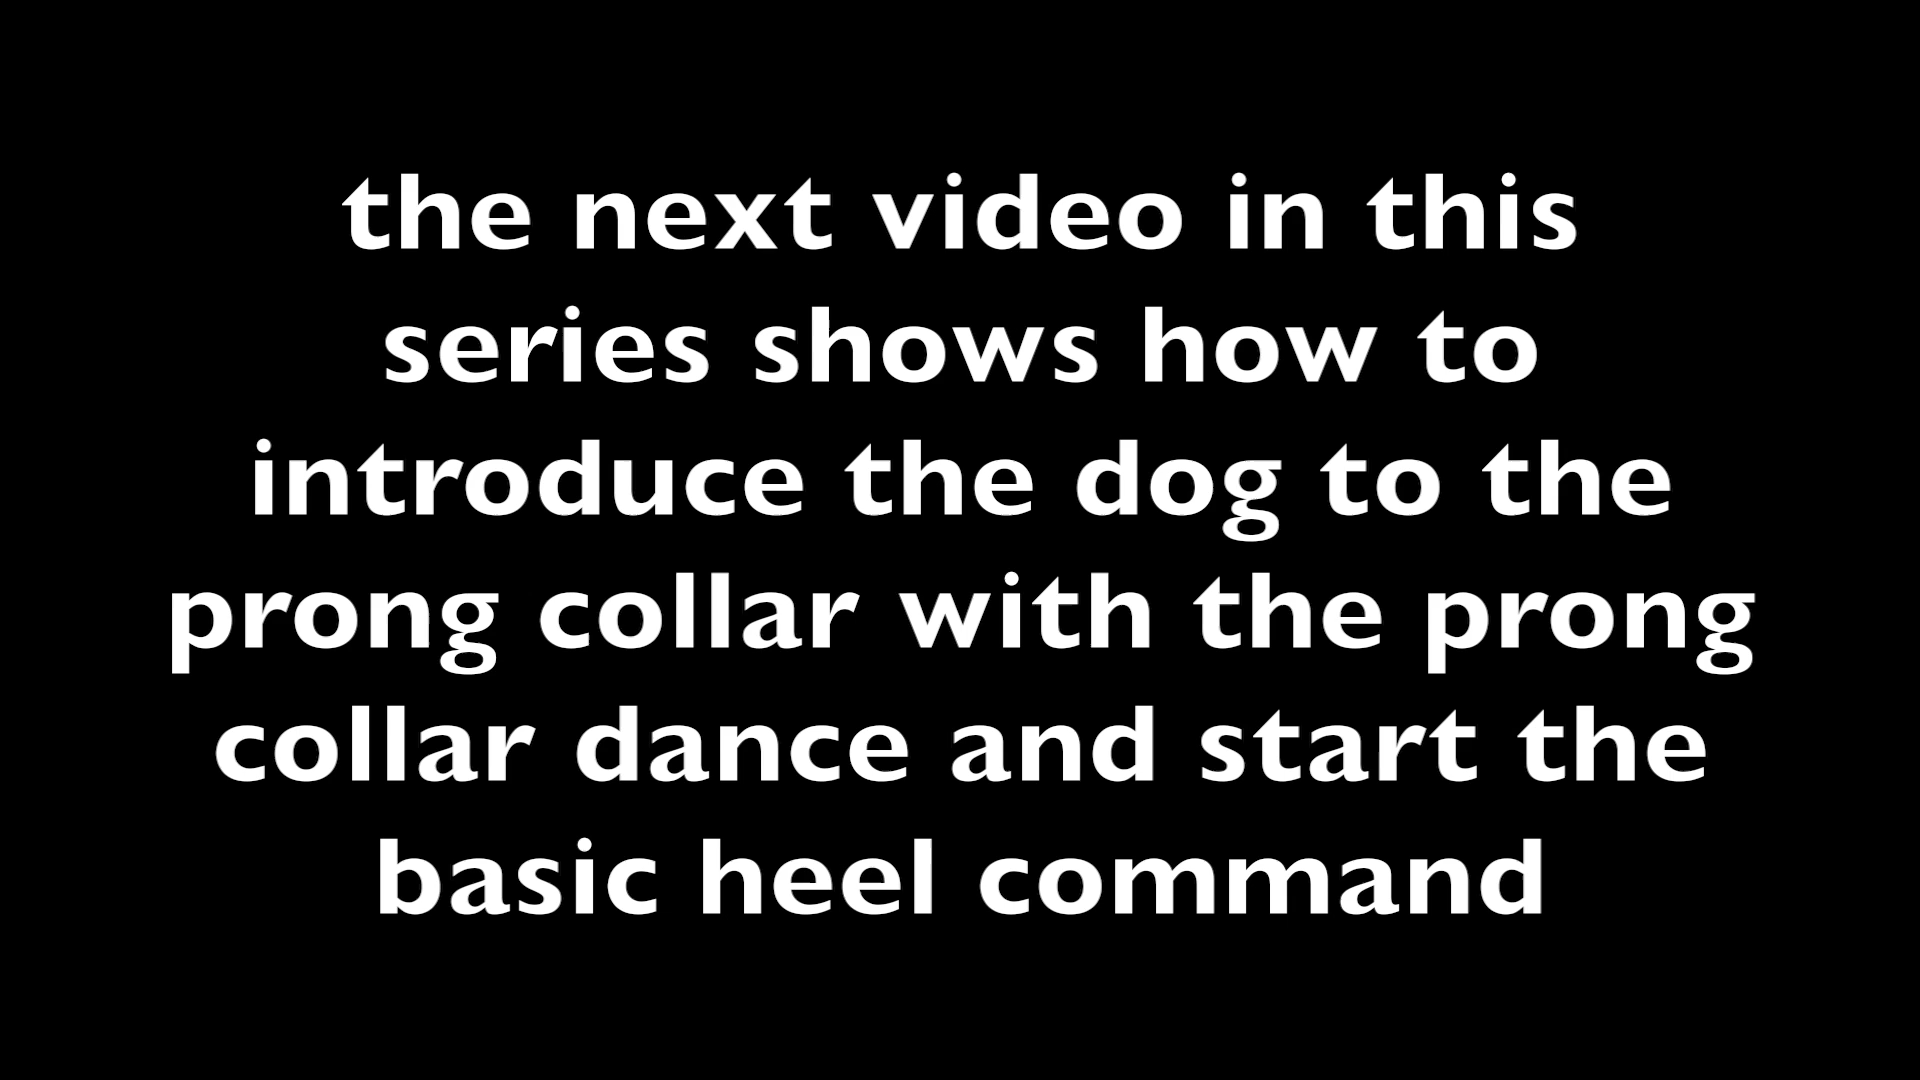 the next video in this
series shows how to
introduce the dog to the
prong collar with the prong
collar dance and start the
basic heel command